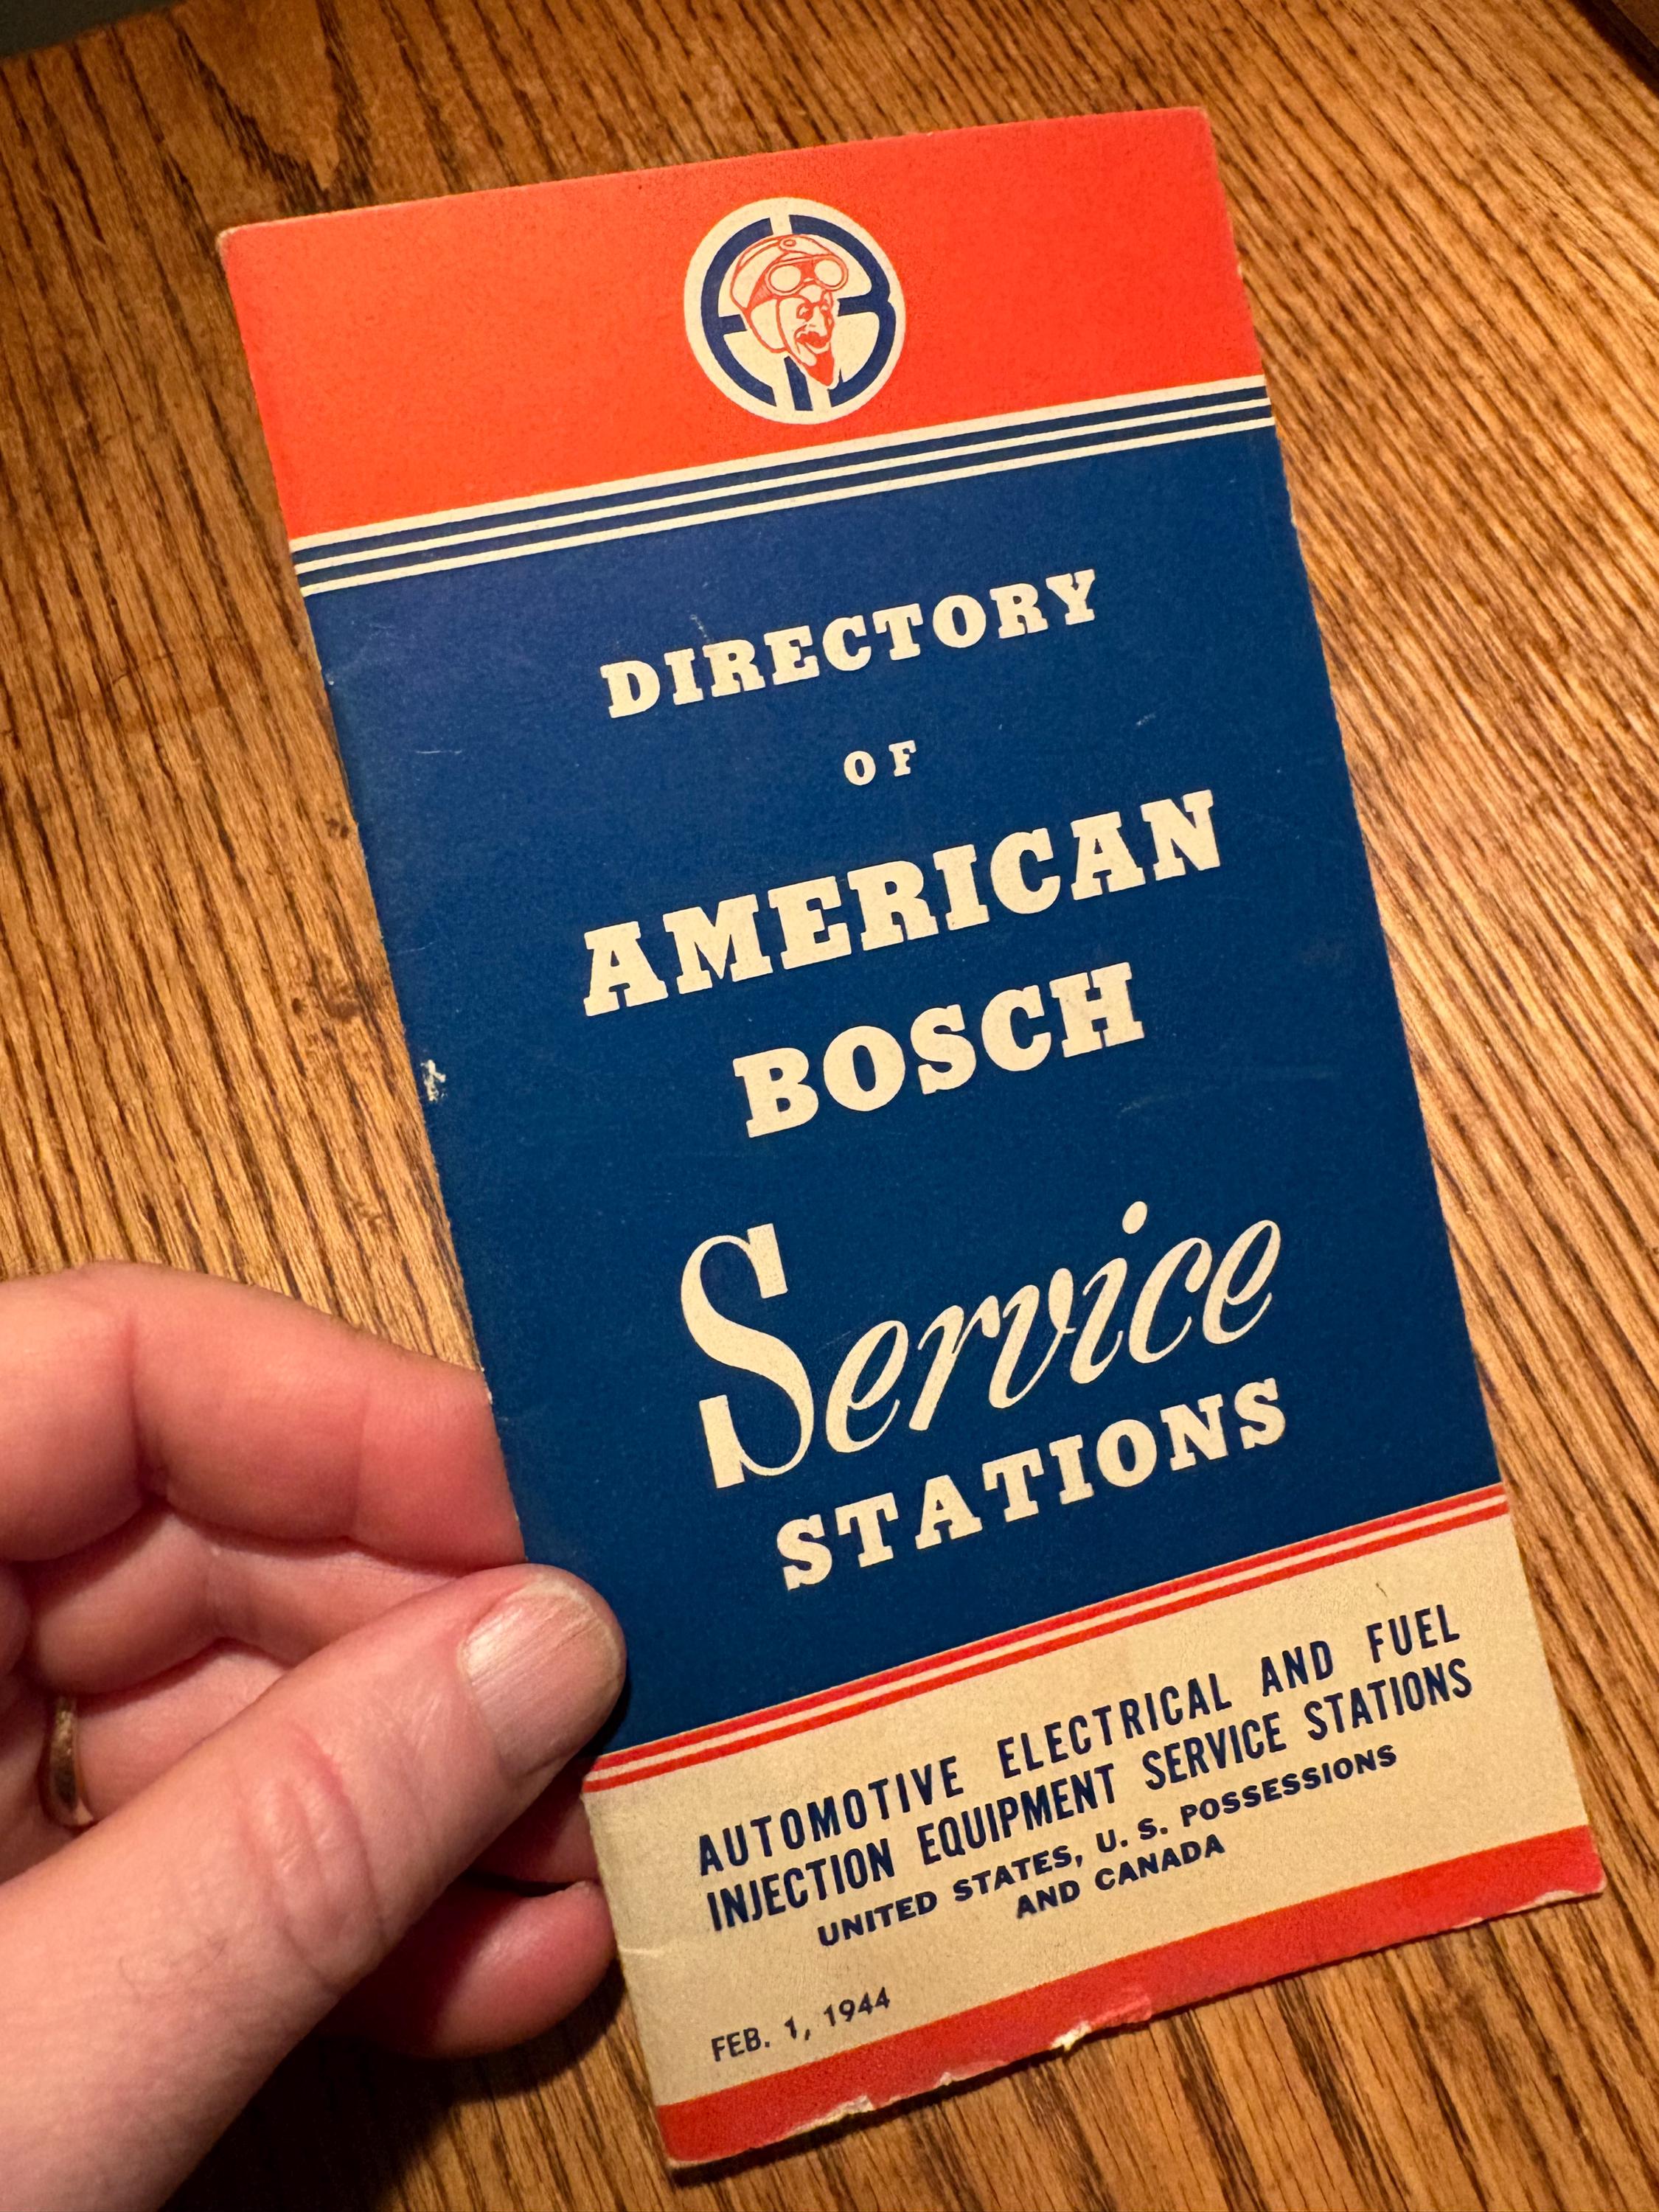 AB
DIRECTORY
OF
AMERICAN
BOSCH
Service
STATIONS
AUTOMOTIVE ELECTRICAL AND FUEL
INJECTION EQUIPMENT SERVICE STATIONS
UNITED STATES, U. S. POSSESSIONS
AND CANADA
FEB. 1, 1944